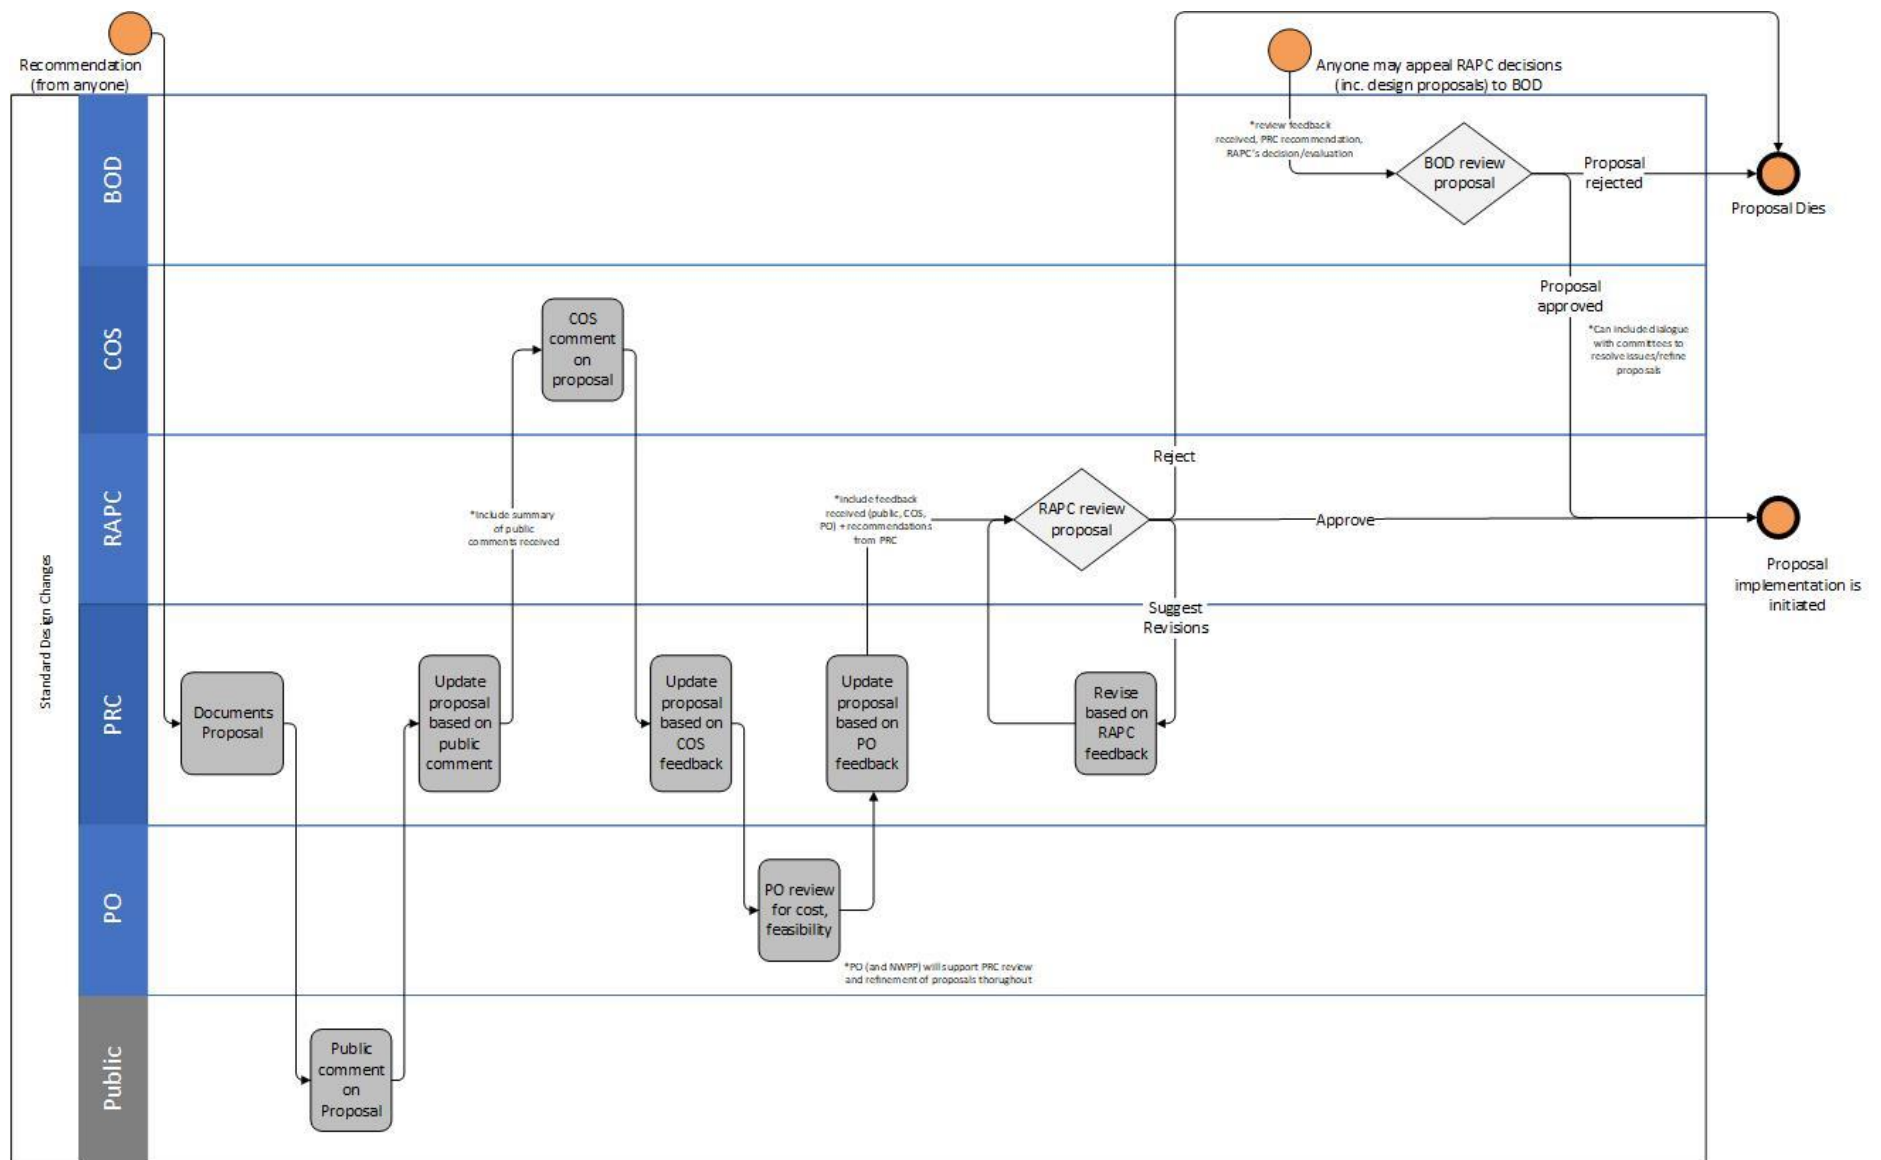 Recommendation
(from anyone)
Anyone may appeal RAPC decisions
(inc. design proposals) to BOD
Standard Design Changes
BOD
*review feedback
received, PRC recommendation,
RAPC's decision/evaluation
BOD review
proposal
Proposal
rejected
Proposal Dies
COS
COS
comment
on
proposal
Proposal
approved
*Can include dialogue
with committees to
resolve issues/refine
proposals
RAPC
*Include summary
of public
comments received
*Include feedback
received (public, COS,
PO) + recommendations
from PRC
RAPC review
proposal
Reject
Approve
Suggest
Revisions
Proposal
implementation is
initiated
PRC
Documents
Proposal
Update
proposal
based on
public
comment
Update
proposal
based on
COS
feedback
Update
proposal
based on
PO
feedback
Revise
based on
RAPC
feedback
PO
PO review
for cost,
feasibility
*PO (and NWPP) will support PRC review
and refinement of proposals thorughout
Public
Public
comment
on
Proposal